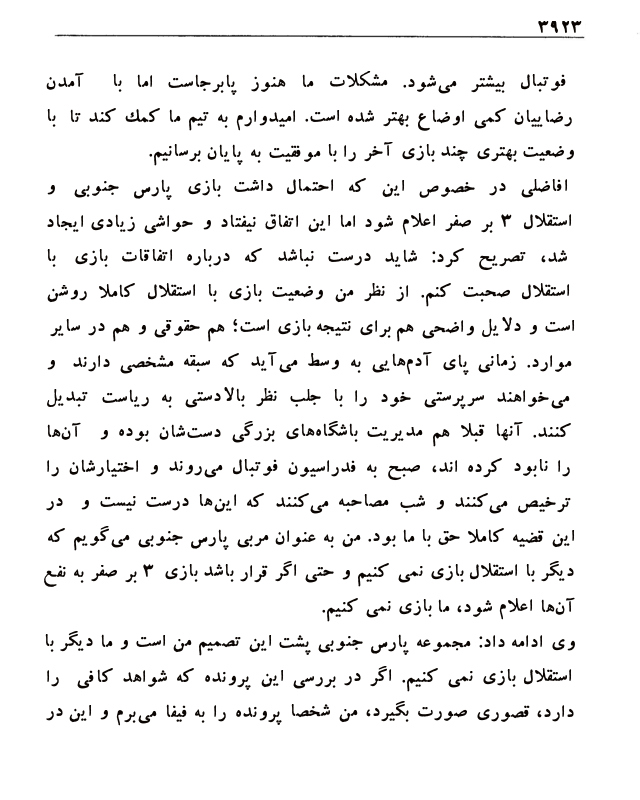 ۳۹۲۳
فوتبال بیشتر می‌شود. مشکلات ما هنوز پابرجاست اما با آمدن
رضاییان کمی اوضاع بهتر شده است. امیدوارم به تیم ما کمك کند تا با
وضعیت بهتری چند بازی آخر را با موفقیت به پایان برسانیم.
افاضلی در خصوص این که احتمال داشت بازی پارس جنوبی و
استقلال ۳ بر صفر اعلام شود اما این اتفاق نیفتاد و حواشی زیادی ایجاد
شد، تصریح کرد: شاید درست نباشد که درباره اتفاقات بازی با
استقلال صحبت کنم. از نظر من وضعیت بازی با استقلال کاملا روشن
است و دلایل واضحی هم برای نتیجه بازی است؛ هم حقوقی و هم در سایر
موارد. زمانی پای آدم‌هایی به وسط می‌آید که سبقه مشخصی دارند و
می‌خواهند سرپرستی خود را با جلب نظر بالادستی به ریاست تبدیل
کنند. آنها قبلا هم مدیریت باشگاه‌های بزرگی دست‌شان بوده و آن‌ها
را نابود کرده اند، صبح به فدراسیون فوتبال می‌روند و اختیارشان را
ترخیص می‌کنند و شب مصاحبه می‌کنند که این‌ها درست نیست و در
این قضیه کاملا حق با ما بود. من به عنوان مربی پارس جنوبی می‌گویم که
دیگر با استقلال بازی نمی کنیم و حتی اگر قرار باشد بازی ۳ بر صفر به نفع
آن‌ها اعلام شود، ما بازی نمی کنیم.
وی ادامه داد: مجموعه پارس جنوبی پشت این تصمیم من است و ما دیگر با
استقلال بازی نمی کنیم. اگر در بررسی این پرونده که شواهد کافی را
دارد، قصوری صورت بگیرد، من شخصا پرونده را به فیفا می‌برم و این در